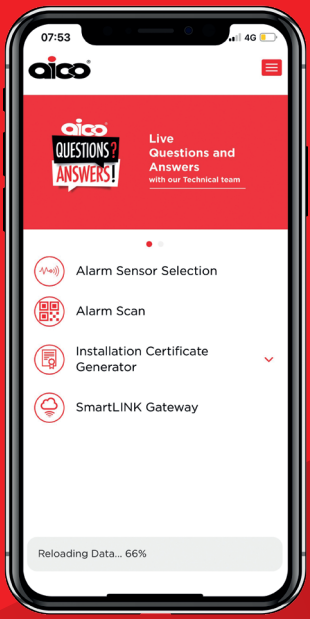 07:53
4G
aico
aico
QUESTIONS?
ANSWERS!
Live
Questions and
Answers
with our Technical team
Alarm Sensor Selection
Alarm Scan
Installation Certificate
Generator
SmartLINK Gateway
Reloading Data... 66%